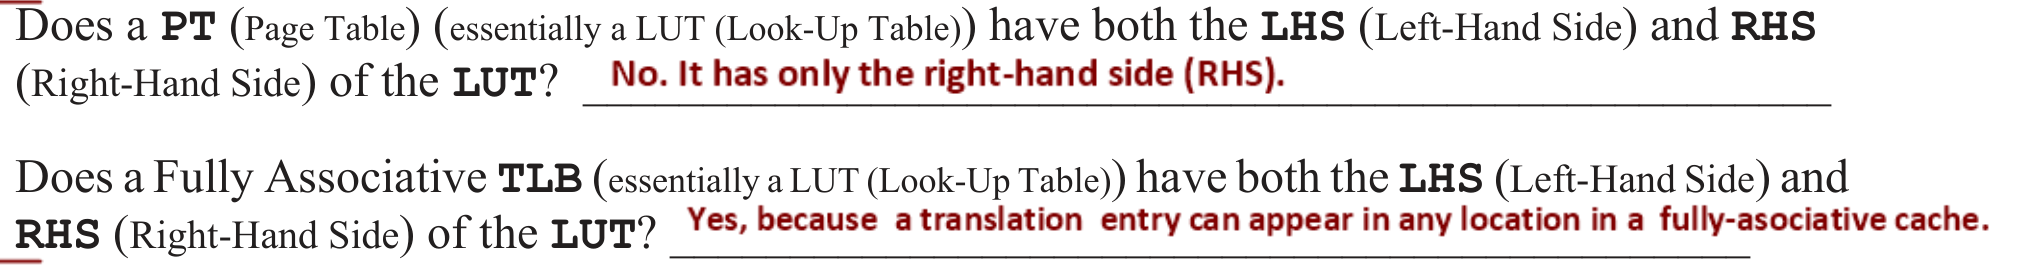 Does a PT (Page Table) (essentially a LUT (Look-Up Table)) have both the LHS (Left-Hand Side) and RHS
(Right-Hand Side) of the LUT? No. It has only the right-hand side (RHS).
Does a Fully Associative TLB (essentially a LUT (Look-Up Table)) have both the LHS (Left-Hand Side) and
RHS (Right-Hand Side) of the LUT? Yes, because a translation entry can appear in any location in a fully-asociative cache.